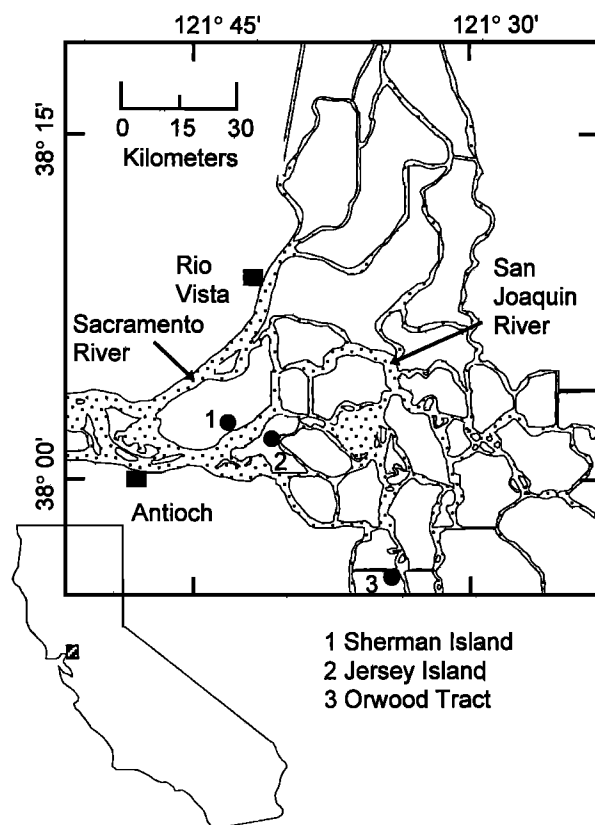 121° 45' 121° 30'
38° 15'
0 15 30
Kilometers
Rio
Vista
San
Joaquin
River
Sacramento
River
1
2
38° 00'
Antioch
3
1 Sherman Island
2 Jersey Island
3 Orwood Tract